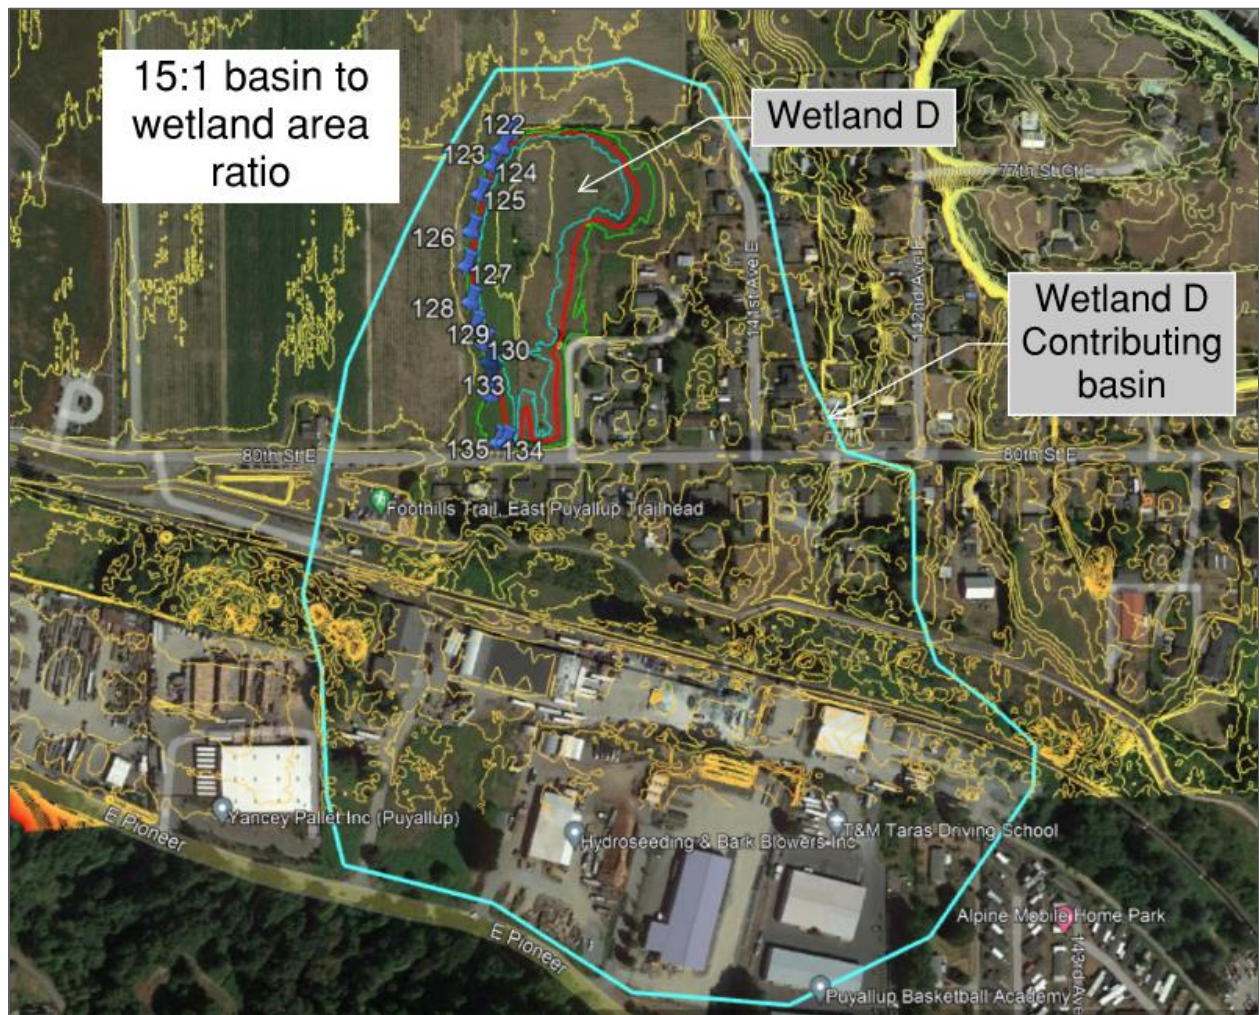 15:1 basin to
wetland area
ratio
Wetland D
122
123
124
125
126
127
128
129
130
133
135
134
77th St Ct E
141st Ave E
142nd Ave E
Wetland D
Contributing
basin
80th St E
80th St E
Foothills Trail, East Puyallup Trailhead
Yancey Pallet Inc (Puyallup)
E Pioneer
Hydroseeding & Bark Blowers Inc
T&M Taras Driving School
Alpine Mobile Home Park
E Pioneer
143rd Ave
Puyallup Basketball Academy